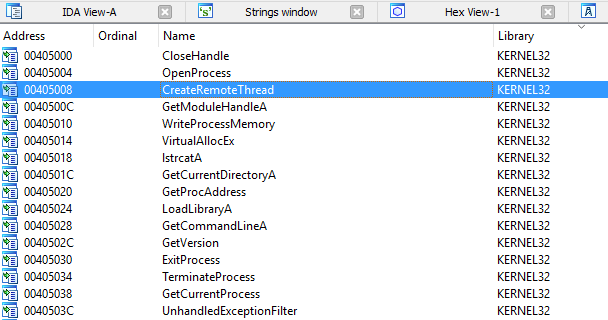 IDA View-A Strings window Hex View-1
Address Ordinal Name Library
00405000 CloseHandle KERNEL32
00405004 OpenProcess KERNEL32
00405008 CreateRemoteThread KERNEL32
0040500C GetModuleHandleA KERNEL32
00405010 WriteProcessMemory KERNEL32
00405014 VirtualAllocEx KERNEL32
00405018 lstrcatA KERNEL32
0040501C GetCurrentDirectoryA KERNEL32
00405020 GetProcAddress KERNEL32
00405024 LoadLibraryA KERNEL32
00405028 GetCommandLineA KERNEL32
0040502C GetVersion KERNEL32
00405030 ExitProcess KERNEL32
00405034 TerminateProcess KERNEL32
00405038 GetCurrentProcess KERNEL32
0040503C UnhandledExceptionFilter KERNEL32